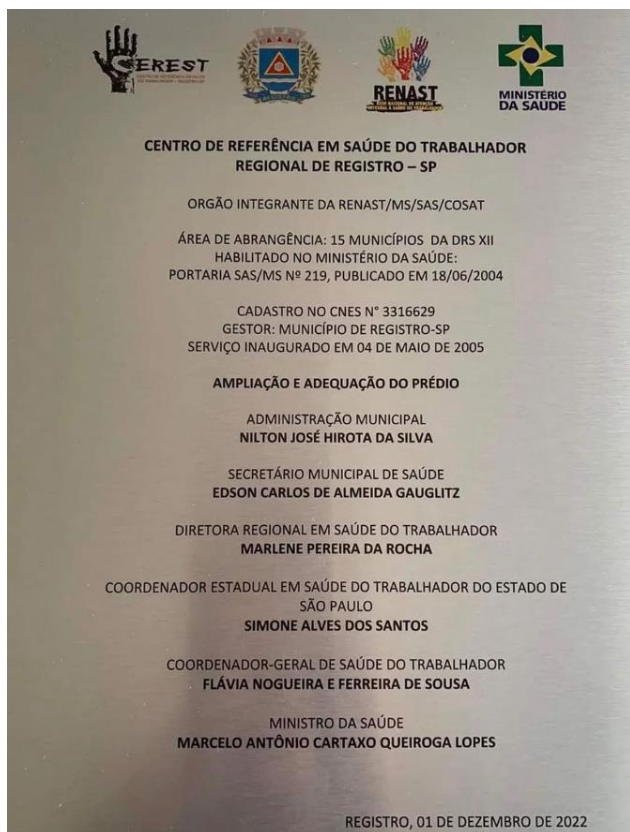 CEREST
RENAST
MINISTÉRIO
DA SAÚDE
CENTRO DE REFERÊNCIA EM SAÚDE DO TRABALHADOR
REGIONAL DE REGISTRO – SP
ORGÃO INTEGRANTE DA RENAST/MS/SAS/COSAT
ÁREA DE ABRANGÊNCIA: 15 MUNICÍPIOS DA DRS XII
HABILITADO NO MINISTÉRIO DA SAÚDE:
PORTARIA SAS/MS Nº 219, PUBLICADO EM 18/06/2004
CADASTRO NO CNES N° 3316629
GESTOR: MUNICÍPIO DE REGISTRO-SP
SERVIÇO INAUGURADO EM 04 DE MAIO DE 2005
AMPLIAÇÃO E ADEQUAÇÃO DO PRÉDIO
ADMINISTRAÇÃO MUNICIPAL
NILTON JOSÉ HIROTA DA SILVA
SECRETÁRIO MUNICIPAL DE SAÚDE
EDSON CARLOS DE ALMEIDA GAUGLITZ
DIRETORA REGIONAL EM SAÚDE DO TRABALHADOR
MARLENE PEREIRA DA ROCHA
COORDENADOR ESTADUAL EM SAÚDE DO TRABALHADOR DO ESTADO DE
SÃO PAULO
SIMONE ALVES DOS SANTOS
COORDENADOR-GERAL DE SAÚDE DO TRABALHADOR
FLÁVIA NOGUEIRA E FERREIRA DE SOUSA
MINISTRO DA SAÚDE
MARCELO ANTÔNIO CARTAXO QUEIROGA LOPES
REGISTRO, 01 DE DEZEMBRO DE 2022